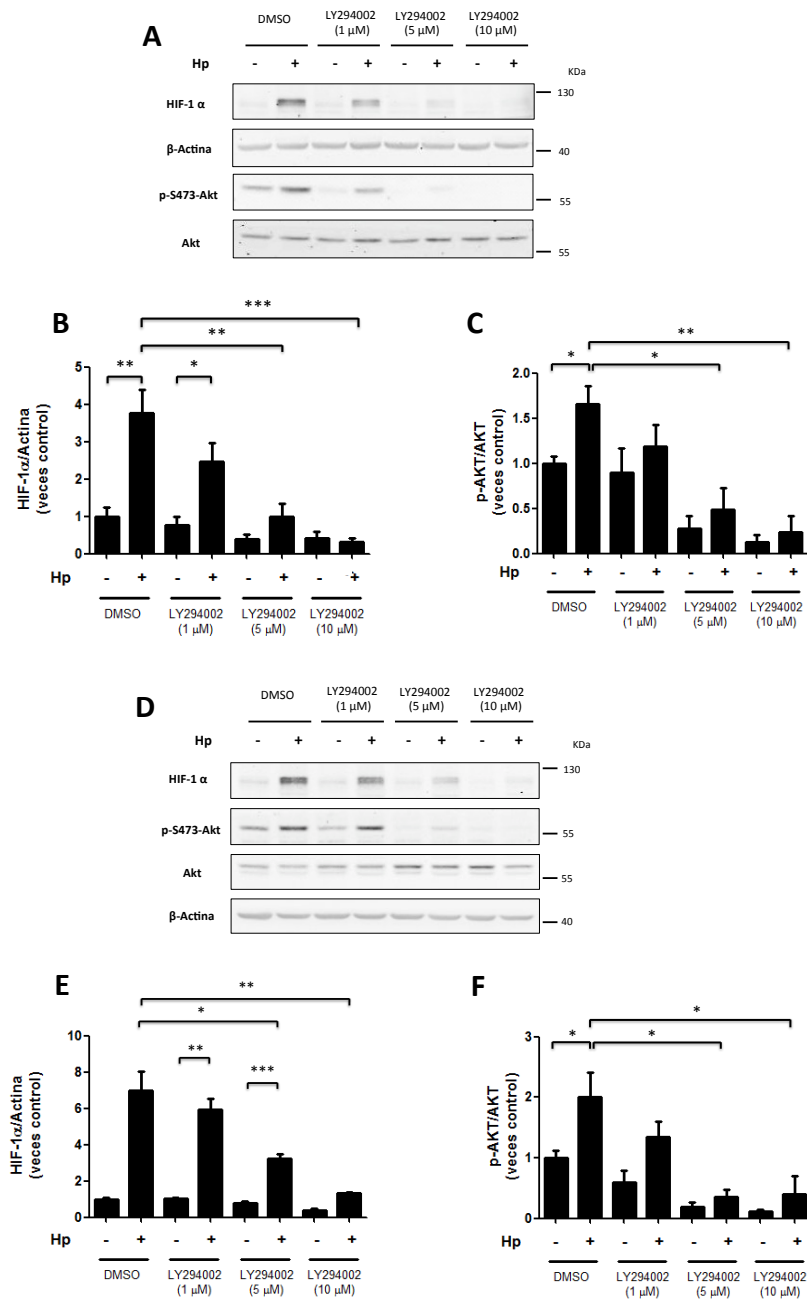 A
DMSO
LY294002
(1 µM)
LY294002
(5 µM)
LY294002
(10 µM)
Hp - + - + - + - +
KDa
HIF-1 α
130
β-Actina
40
p-S473-Akt
55
Akt
55
B
***
**
** *
HIF-1α/Actina
(veces control)
5
4
3
2
1
0
Hp - + - + - + - +
DMSO
LY294002
(1 µM)
LY294002
(5 µM)
LY294002
(10 µM)
C
**
* *
p-AKT/AKT
(veces control)
2.0
1.5
1.0
0.5
0.0
Hp - + - + - + - +
DMSO
LY294002
(1 µM)
LY294002
(5 µM)
LY294002
(10 µM)
D
DMSO
LY294002
(1 µM)
LY294002
(5 µM)
LY294002
(10 µM)
Hp - + - + - + - +
KDa
HIF-1 α
130
p-S473-Akt
55
Akt
55
β-Actina
40
E
**
*
**
***
HIF-1α/Actina
(veces control)
10
8
6
4
2
0
Hp - + - + - + - +
DMSO
LY294002
(1 µM)
LY294002
(5 µM)
LY294002
(10 µM)
F
*
* *
p-AKT/AKT
(veces control)
3
2
1
0
Hp - + - + - + - +
DMSO
LY294002
(1 µM)
LY294002
(5 µM)
LY294002
(10 µM)